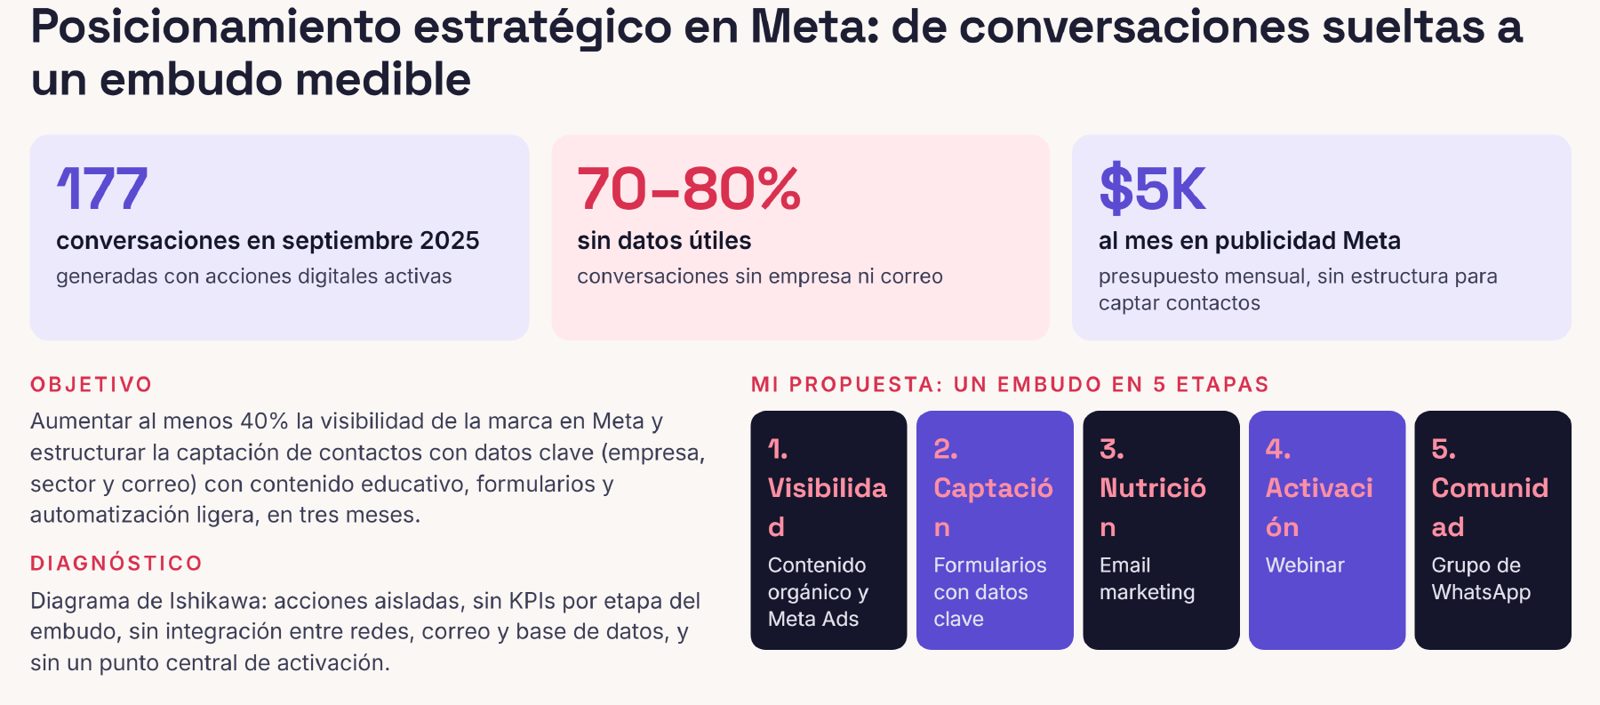 Posicionamiento estratégico en Meta: de conversaciones sueltas a
un embudo medible
177
conversaciones en septiembre 2025
generadas con acciones digitales activas
70–80%
sin datos útiles
conversaciones sin empresa ni correo
$5K
al mes en publicidad Meta
presupuesto mensual, sin estructura para
captar contactos
OBJETIVO
Aumentar al menos 40% la visibilidad de la marca en Meta y
estructurar la captación de contactos con datos clave (empresa,
sector y correo) con contenido educativo, formularios y
automatización ligera, en tres meses.
DIAGNÓSTICO
Diagrama de Ishikawa: acciones aisladas, sin KPIs por etapa del
embudo, sin integración entre redes, correo y base de datos, y
sin un punto central de activación.
MI PROPUESTA: UN EMBUDO EN 5 ETAPAS
1.
Visibilida
d
Contenido
orgánico y
Meta Ads
2.
Captació
n
Formularios
con datos
clave
3.
Nutrició
n
Email
marketing
4.
Activaci
ón
Webinar
5.
Comunid
ad
Grupo de
WhatsApp